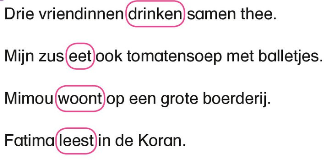 Drie vriendinnen drinken samen thee.
Mijn zus eet ook tomatensoep met balletjes.
Mimou woont op een grote boerderij.
Fatima leest in de Koran.